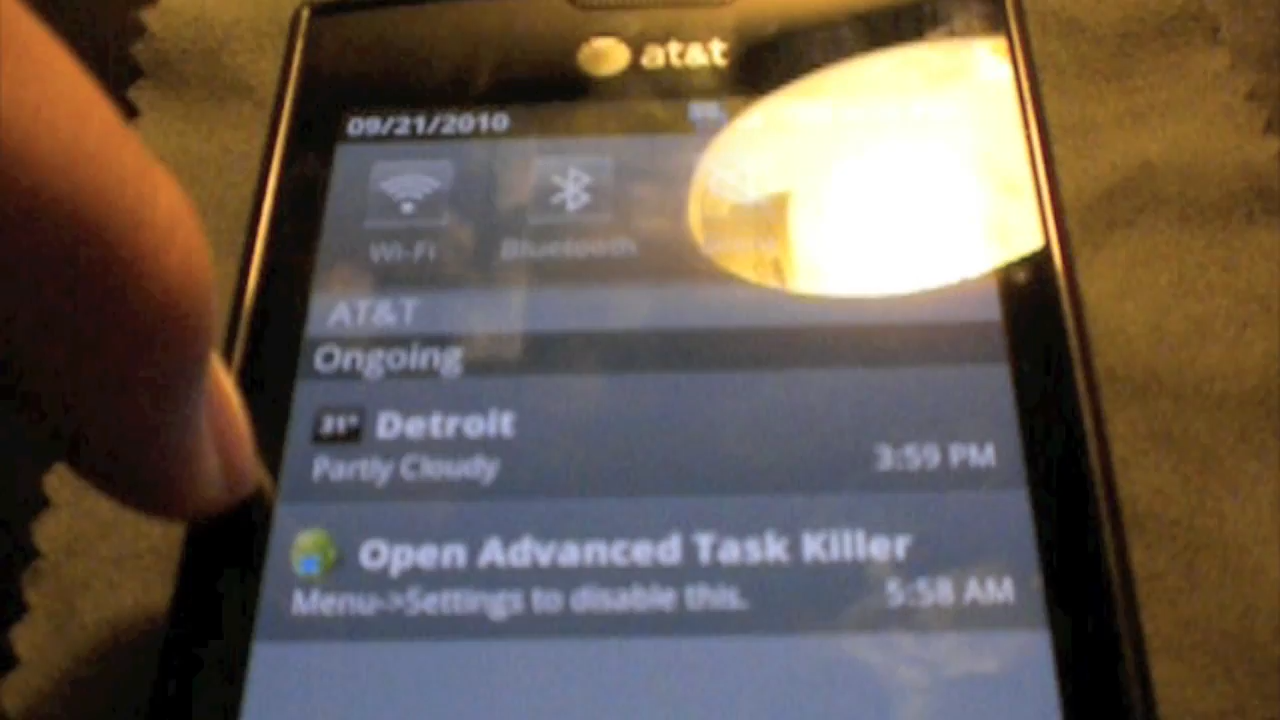 at&t
09/21/2010
Wi-Fi
Bluetooth
AT&T
Ongoing
31° Detroit
Partly Cloudy
3:59 PM
Open Advanced Task Killer
Menu->Settings to disable this.
5:58 AM